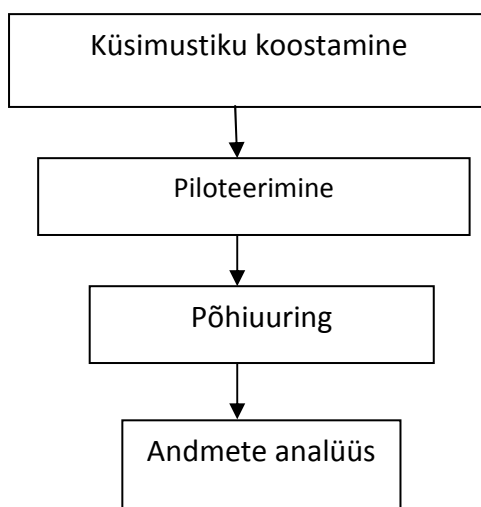 Küsimustiku koostamine
Piloteerimine
Põhiuuring
Andmete analüüs